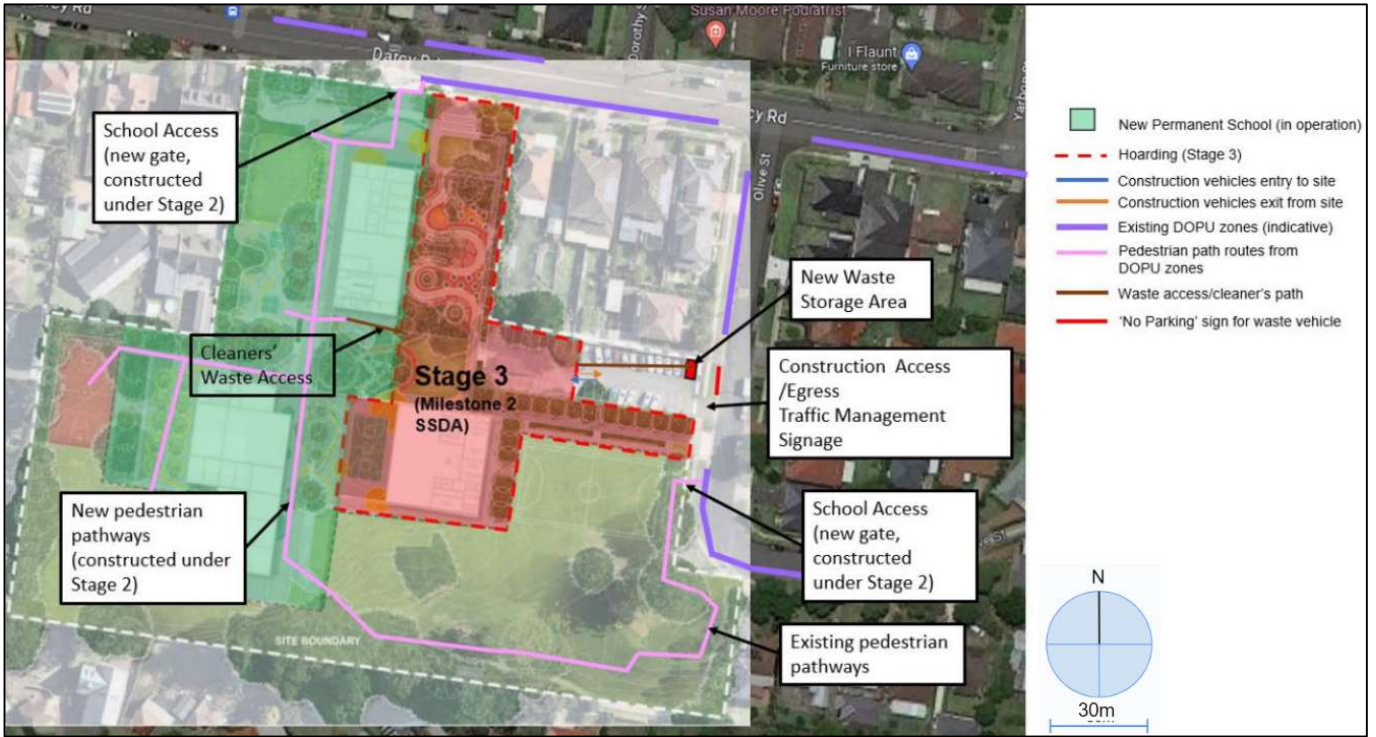 Darcy Rd
Susan Moore Podiatrist
Dorothy S
I Flaunt
Furniture store
Darcy Rd
cy Rd
Olive St
School Access
(new gate,
constructed
under Stage 2)
New Permanent School (in operation)
Hoarding (Stage 3)
Construction vehicles entry to site
Construction vehicles exit from site
Existing DOPU zones (indicative)
Pedestrian path routes from
DOPU zones
Waste access/cleaner's path
'No Parking' sign for waste vehicle
New Waste
Storage Area
Cleaners'
Waste Access
Stage 3
(Milestone 2
SSDA)
Construction Access
/Egress
Traffic Management
Signage
New pedestrian
pathways
(constructed under
Stage 2)
School Access
(new gate,
constructed
under Stage 2)
ve St
SITE BOUNDARY
Existing pedestrian
pathways
N
30m